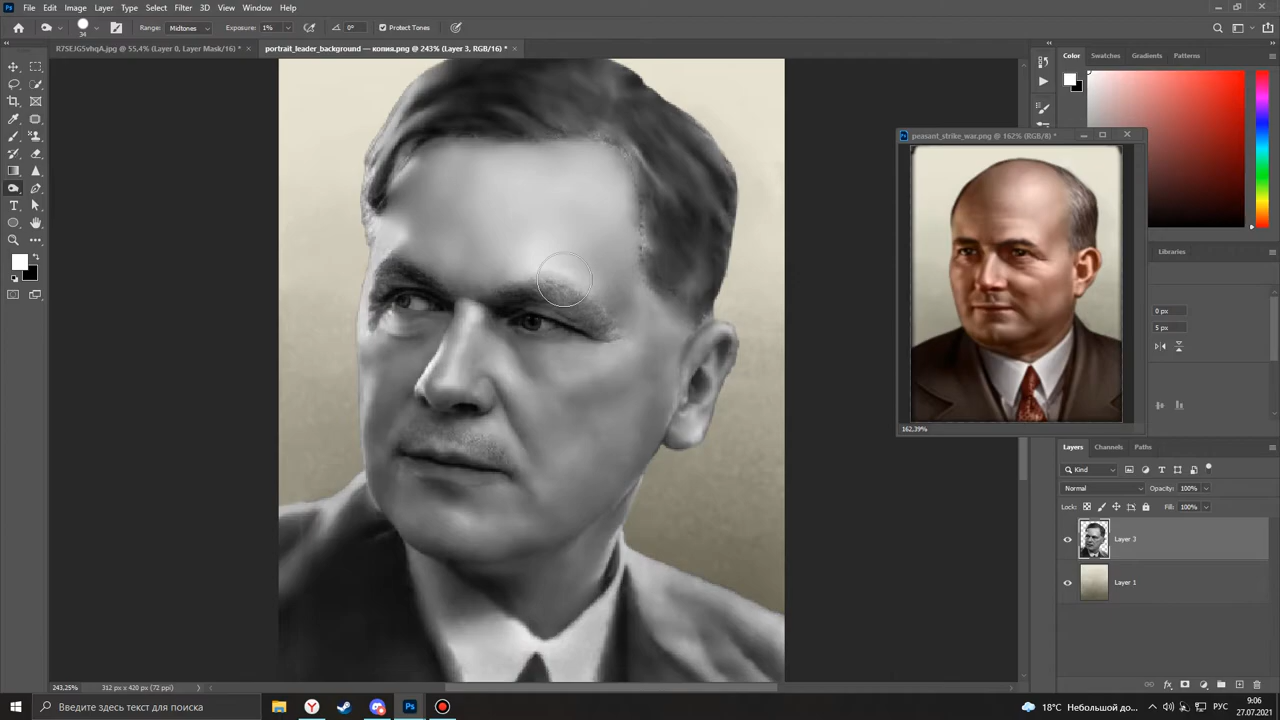 File Edit Image Layer Type Select Filter 3D View Window Help
34 Range: Midtones Exposure: 1% 0° Protect Tones
R7SEJG5vhqA.jpg @ 55,4% (Layer 0, Layer Mask/16) * × portrait_leader_background — копия.png @ 243% (Layer 3, RGB/16) * ×
Color Swatches Gradients Patterns
peasant_strike_war.png @ 162% (RGB/8) *
Libraries
0 px
5 px
162,39%
Layers Channels Paths
Kind
Normal Opacity: 100%
Lock: Fill: 100%
Layer 3
Layer 1
243,25% 312 px x 420 px (72 ppi)
Введите здесь текст для поиска
18°C Небольшой до... РУС 9:06
27.07.2021